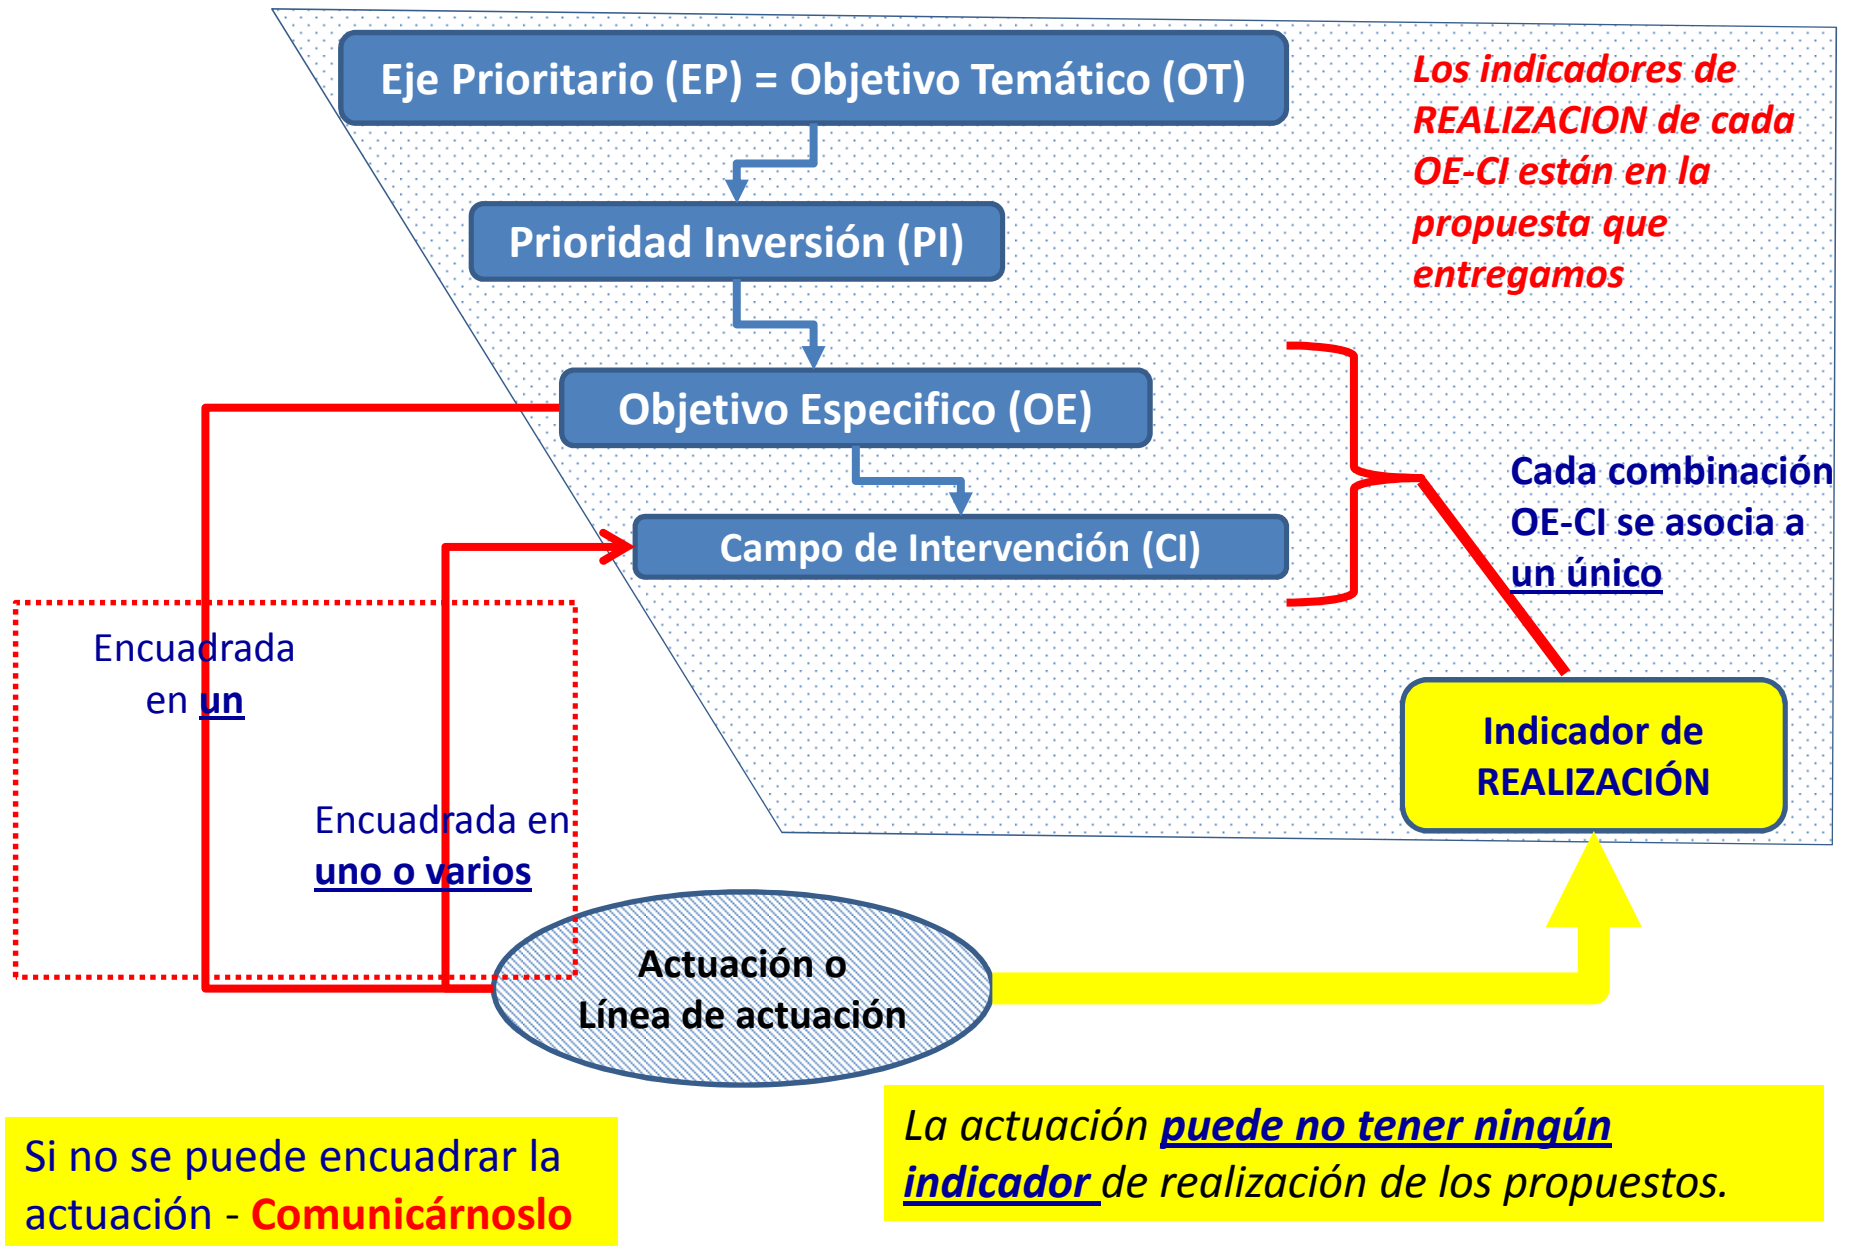 Eje Prioritario (EP) = Objetivo Temático (OT)
Los indicadores de
REALIZACION de cada
OE-CI están en la
propuesta que
entregamos
Prioridad Inversión (PI)
Objetivo Especifico (OE)
Cada combinación
OE-CI se asocia a
un único
Campo de Intervención (CI)
Encuadrada
en un
Indicador de
REALIZACIÓN
Encuadrada en
uno o varios
Actuación o
Línea de actuación
La actuación puede no tener ningún
indicador de realización de los propuestos.
Si no se puede encuadrar la
actuación - Comunicárnoslo